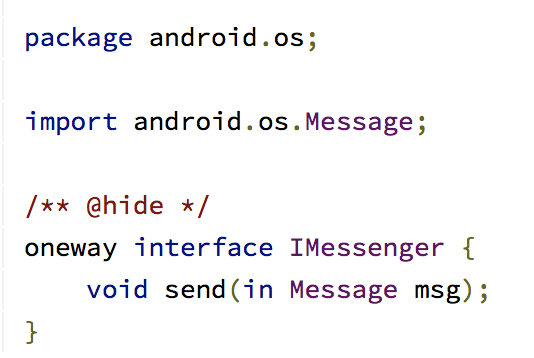 package android.os;
import android.os.Message;
/** @hide */
oneway interface IMessenger {
    void send(in Message msg);
}